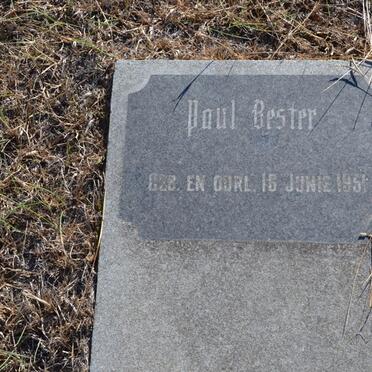 Paul Bester
GEB. EN OORL. 16 JUNIE 1951